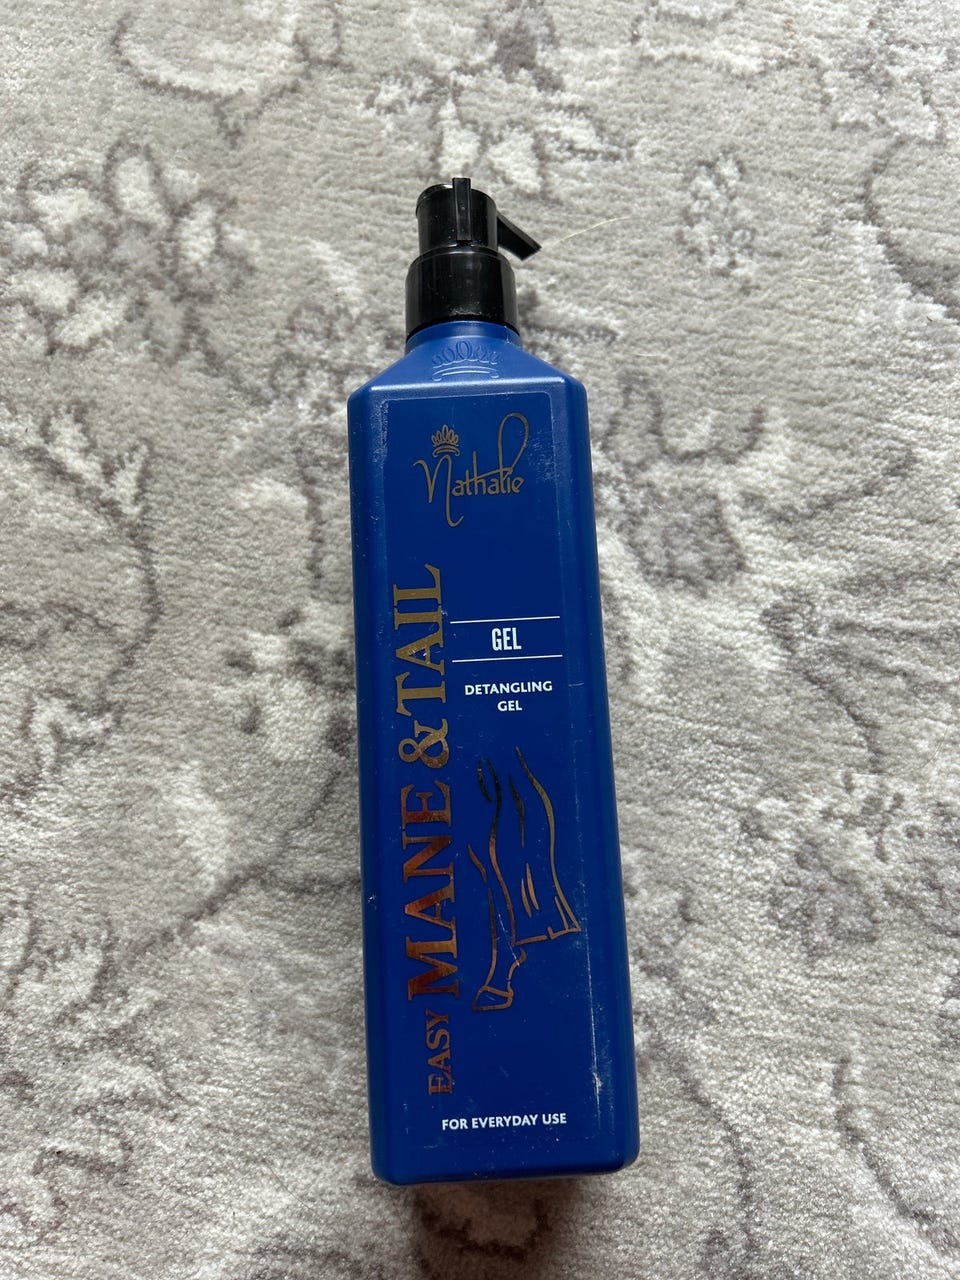 Nathalie
EASY MANE & TAIL
GEL
DETANGLING
GEL
FOR EVERYDAY USE